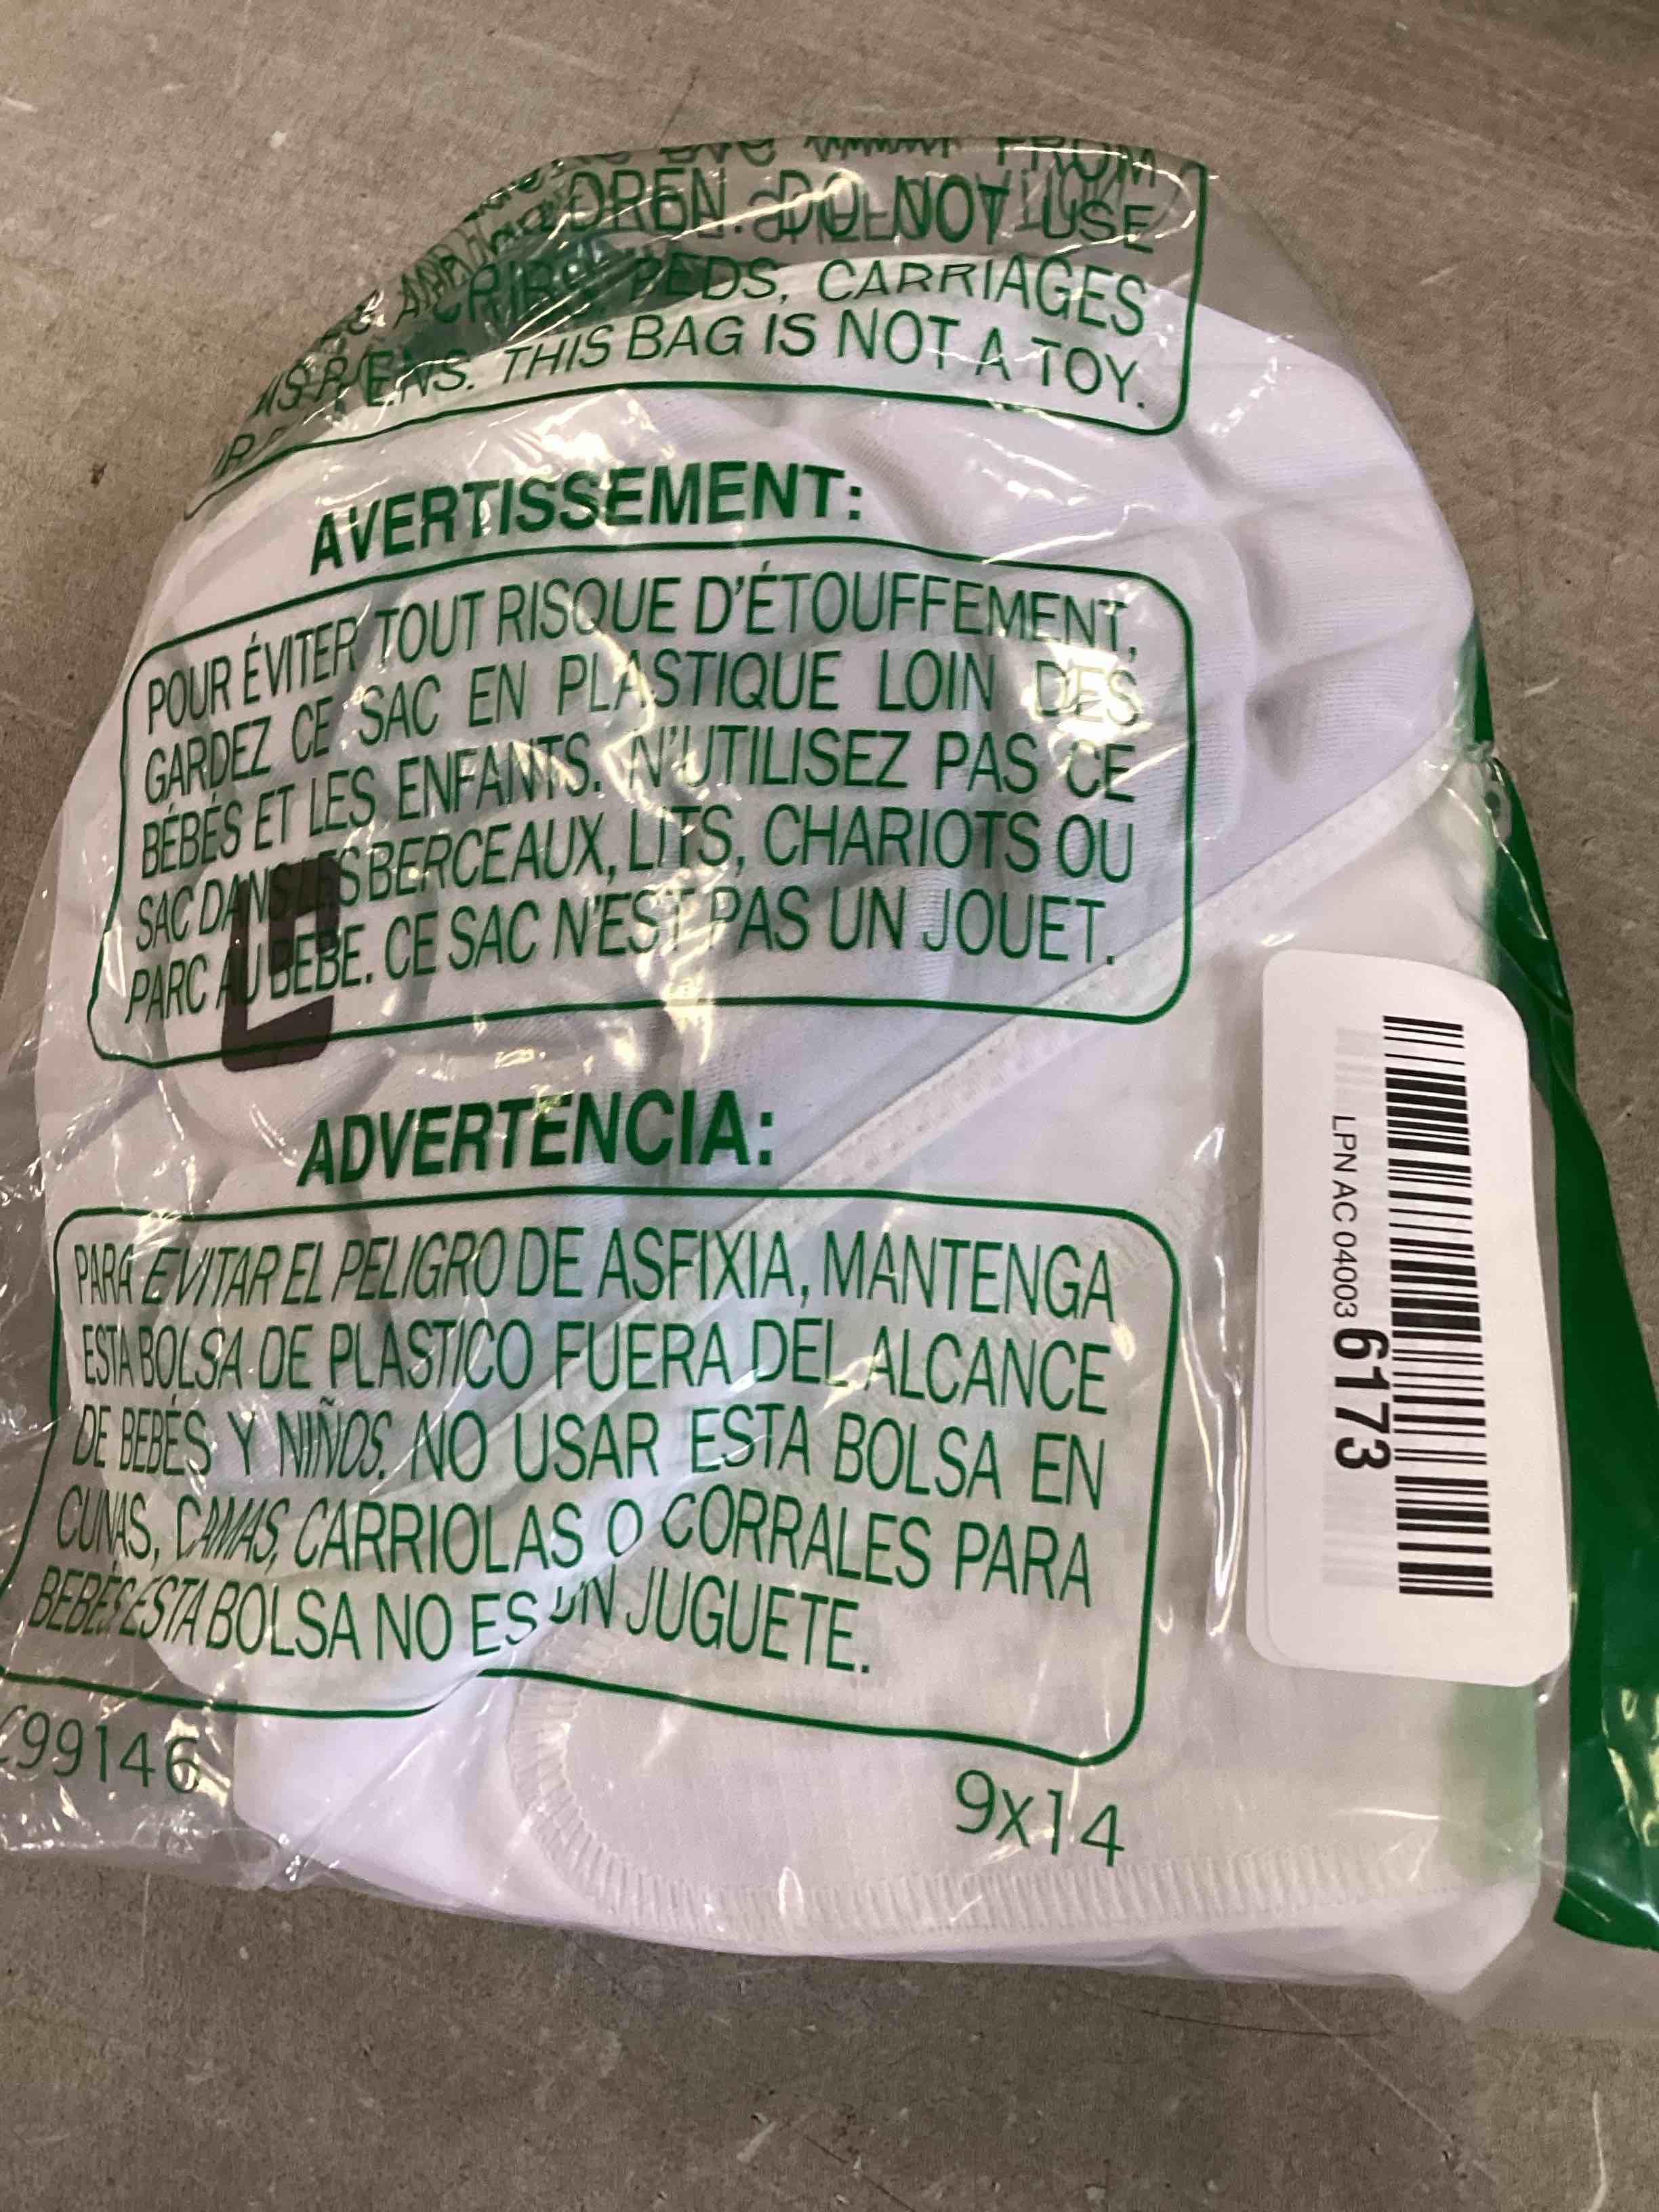 FROM
DREN. DO NOT USE
CRIBS, BEDS, CARRIAGES
PENS. THIS BAG IS NOT A TOY.
AVERTISSEMENT:
POUR ÉVITER TOUT RISQUE D'ÉTOUFFEMENT,
GARDEZ CE SAC EN PLASTIQUE LOIN DES
BÉBÉS ET LES ENFANTS. N'UTILISEZ PAS CE
SAC DANS LES BERCEAUX, LITS, CHARIOTS OU
PARC AU BEBE. CE SAC N'EST PAS UN JOUET.
ADVERTENCIA:
PARA EVITAR EL PELIGRO DE ASFIXIA, MANTENGA
ESTA BOLSA DE PLASTICO FUERA DEL ALCANCE
DE BEBÉS Y NIÑOS. NO USAR ESTA BOLSA EN
CUNAS, CAMAS, CARRIOLAS O CORRALES PARA
BEBÉS ESTA BOLSA NO ES UN JUGUETE.
99146
9x14
LPN AC 04003 6173